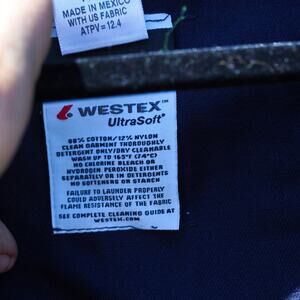 MADE IN MEXICO
WITH US FABRIC
ATPV = 12.4
WESTEX™
UltraSoft®
88% COTTON/12% NYLON
CLEAN GARMENT THOROUGHLY
DETERGENT ONLY/DRY CLEANABLE
WASH UP TO 165°F (74°C)
NO CHLORINE BLEACH OR
HYDROGEN PEROXIDE EITHER
SEPARATELY OR IN DETERGENTS
NO SOFTENERS OR STARCH
FAILURE TO LAUNDER PROPERLY
COULD ADVERSELY AFFECT THE
FLAME RESISTANCE OF THE FABRIC
SEE COMPLETE CLEANING GUIDE AT
WESTEX.COM